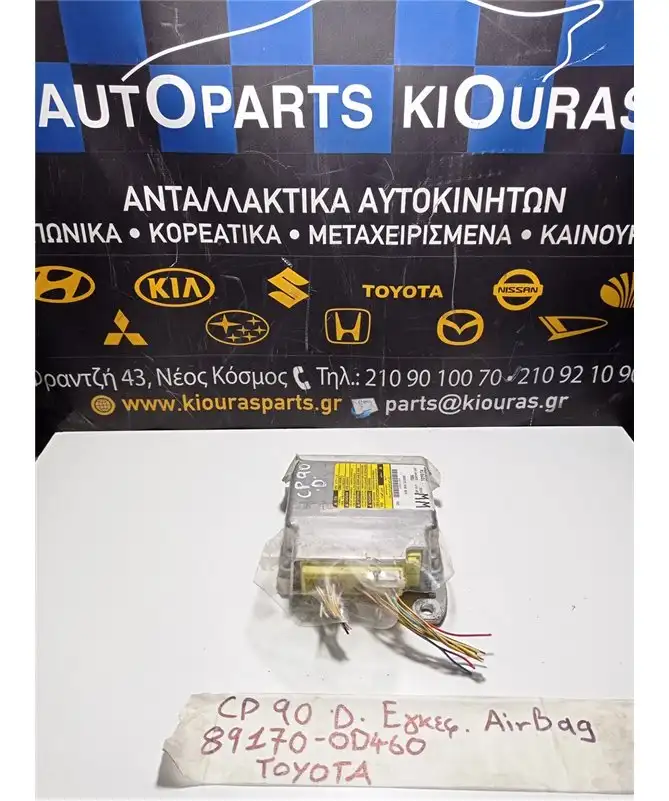 AUTOPARTS KIOURAS
ΑΝΤΑΛΛΑΚΤΙΚΑ ΑΥΤΟΚΙΝΗΤΩΝ
ΠΩΝΙΚΑ • ΚΟΡΕΑΤΙΚΑ • ΜΕΤΑΧΕΙΡΙΣΜΕΝΑ • ΚΑΙΝΟΥΡ
KIA TOYOTA NISSAN
ραντζή 43, Νέος Κόσμος Τηλ.: 210 90 100 70 - 210 92 10 90
www.kiourasparts.gr parts@kiouras.gr
CP 90
D
WW
CP 90 D. Εγκεφ. AirBag
89170-0D460
TOYOTA